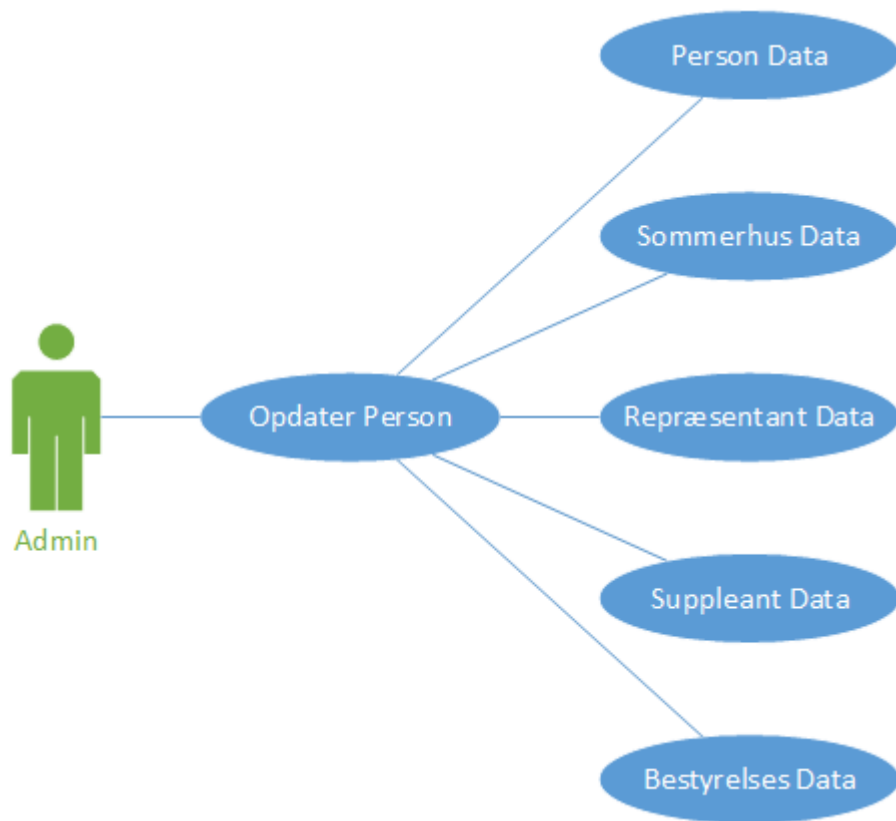 Person Data
Sommerhus Data
Opdater Person
Repræsentant Data
Admin
Suppleant Data
Bestyrelses Data